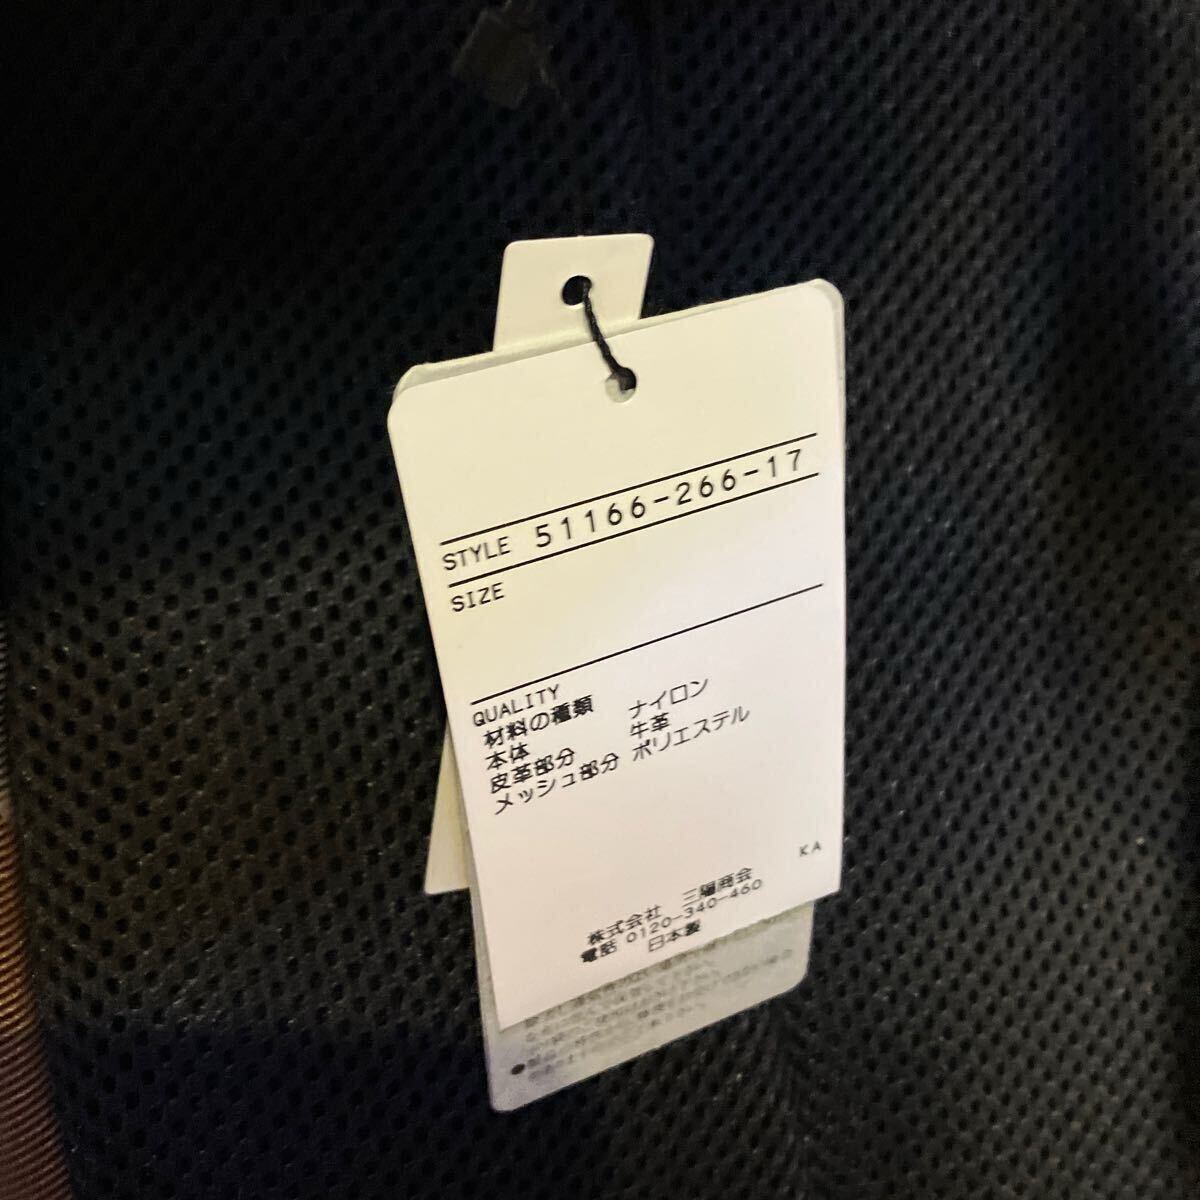 STYLE 51166-266-17
SIZE
QUALITY
材料の種類
本体 ナイロン
皮革部分 牛革
メッシュ部分 ポリエステル
KA
株式会社 三陽商会
電話 0120-340-460
日本製